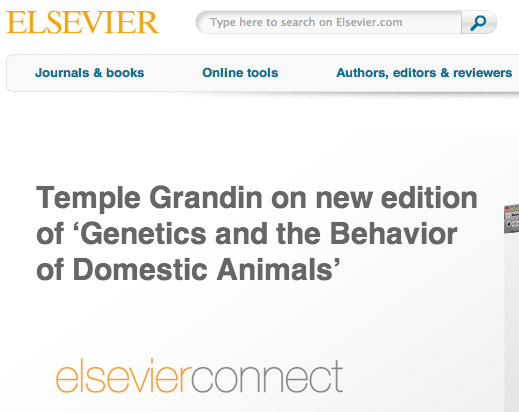 ELSEVIER
Type here to search on Elsevier.com
Journals & books
Online tools
Authors, editors & reviewers
Temple Grandin on new edition
of ‘Genetics and the Behavior
of Domestic Animals’
elsevierconnect